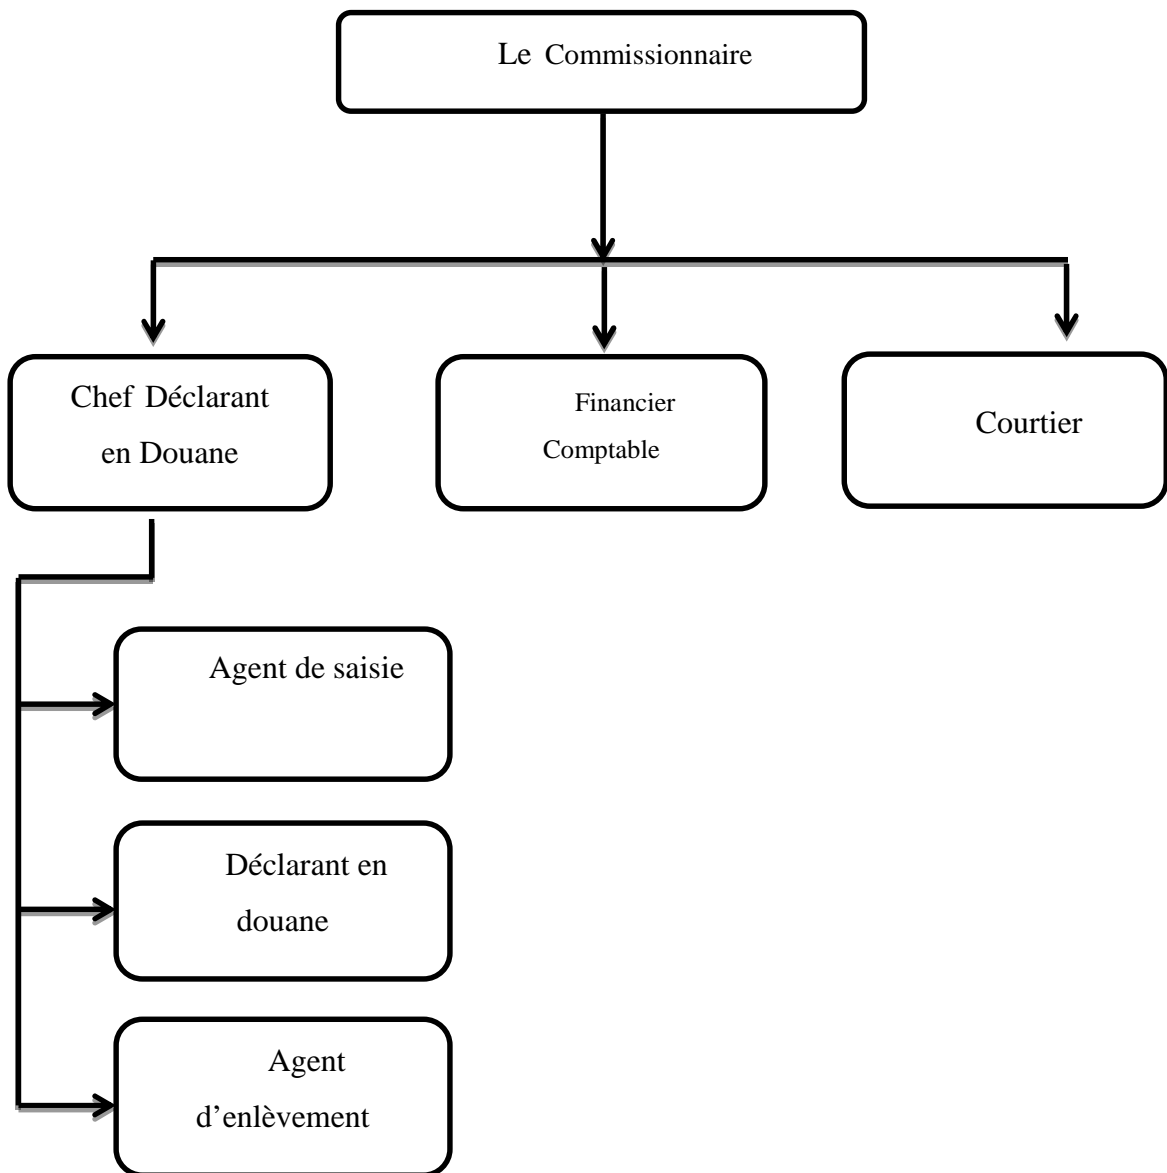 Le Commissionnaire
Chef Déclarant
en Douane
Financier
Comptable
Courtier
Agent de saisie
Déclarant en
douane
Agent
d’enlèvement